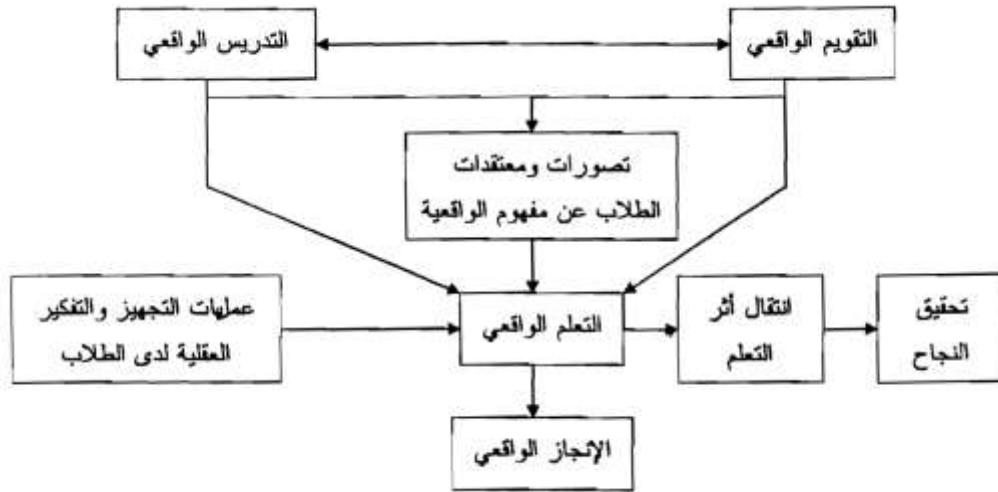 التقويم الواقعي
التدريس الواقعي
تصورات ومعتقدات
الطلاب عن مفهوم الواقعية
عمليات التجهيز والتفكير
العقلية لدى الطلاب
التعلم الواقعي
انتقال أثر
التعلم
تحقيق
النجاح
الإنجاز الواقعي